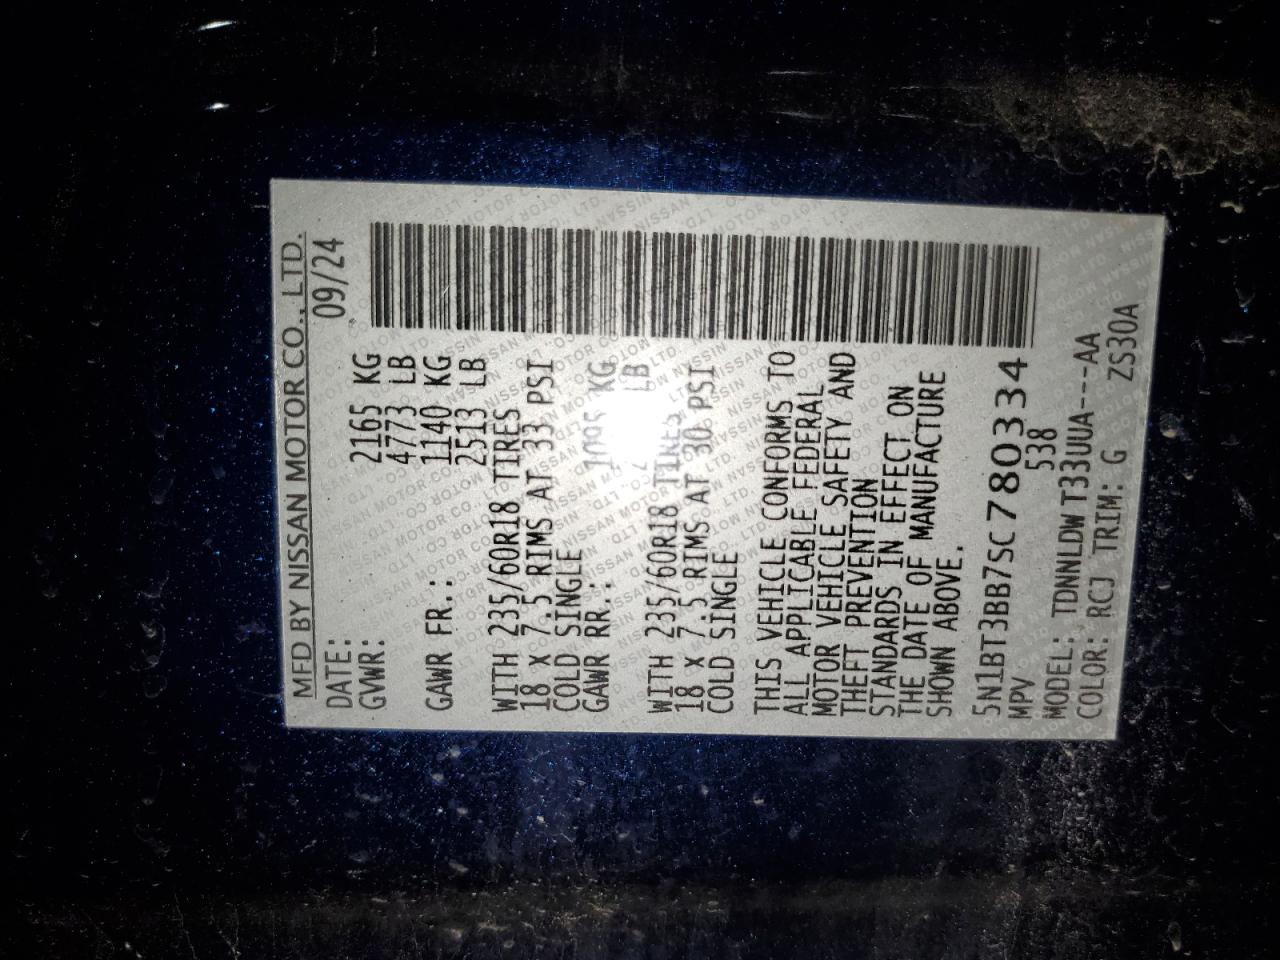 MFD BY NISSAN MOTOR CO., LTD.
DATE: 09/24
GVWR: 2165 KG
4773 LB
GAWR FR.: 1140 KG
2513 LB
WITH 235/60R18 TIRES
18 X 7.5 RIMS AT 33 PSI
COLD SINGLE
GAWR RR.: KG
LB
WITH 235/60R18 TIRES
18 X 7.5 RIMS AT 30 PSI
COLD SINGLE
THIS VEHICLE CONFORMS TO
ALL APPLICABLE FEDERAL
MOTOR VEHICLE SAFETY AND
THEFT PREVENTION
STANDARDS IN EFFECT ON
THE DATE OF MANUFACTURE
SHOWN ABOVE.
5N1BT3BB7SC780334
MPV 538
MODEL: TDNNLDW T33UUA---AA
COLOR: RCJ TRIM: G ZS30A